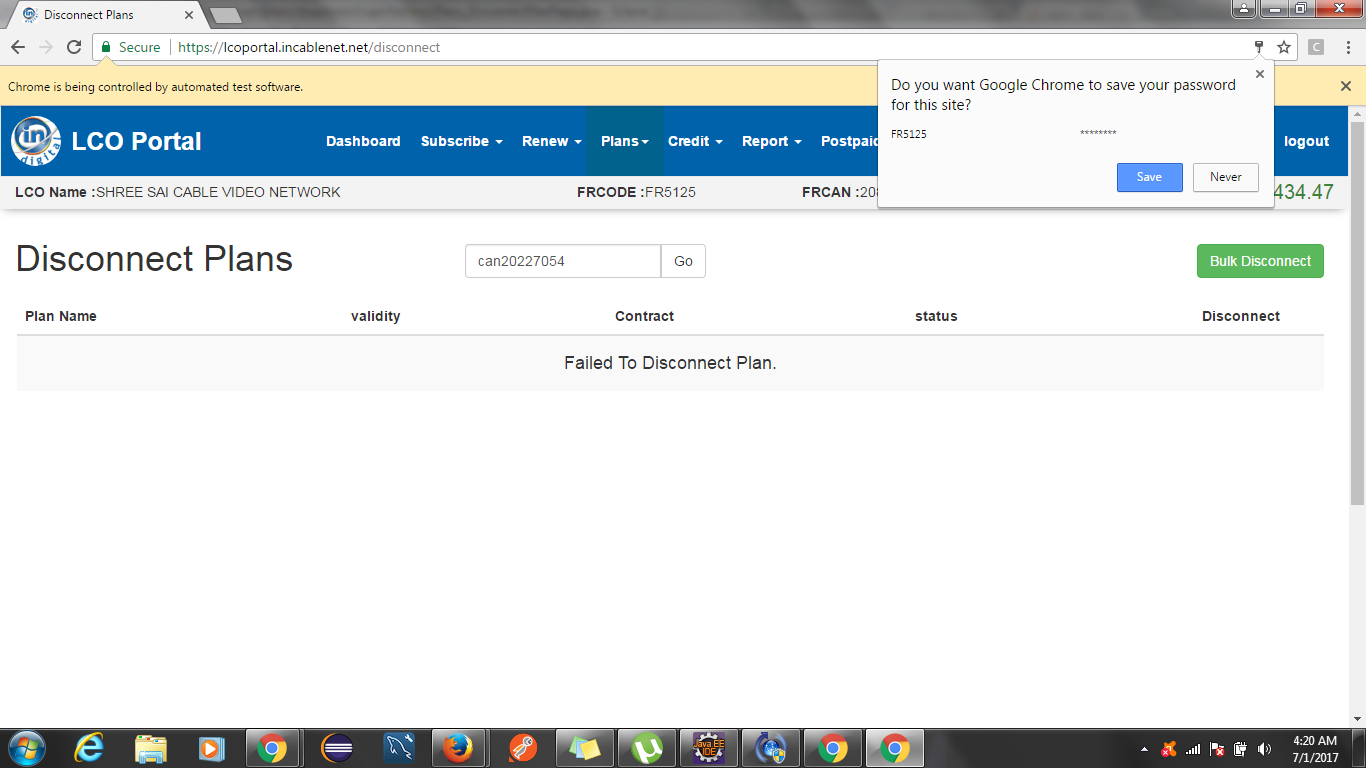 Disconnect Plans
Secure https://lcoportal.incablenet.net/disconnect C
Chrome is being controlled by automated test software.
Do you want Google Chrome to save your password
for this site?
FR5125 ********
Save Never
in digital LCO Portal Dashboard Subscribe Renew Plans Credit Report Postpaid logout
LCO Name :SHREE SAI CABLE VIDEO NETWORK FRCODE :FR5125 FRCAN :208 434.47
Disconnect Plans can20227054 Go Bulk Disconnect
Plan Name validity Contract status Disconnect
Failed To Disconnect Plan.
Java EE
IDE
4:20 AM
7/1/2017